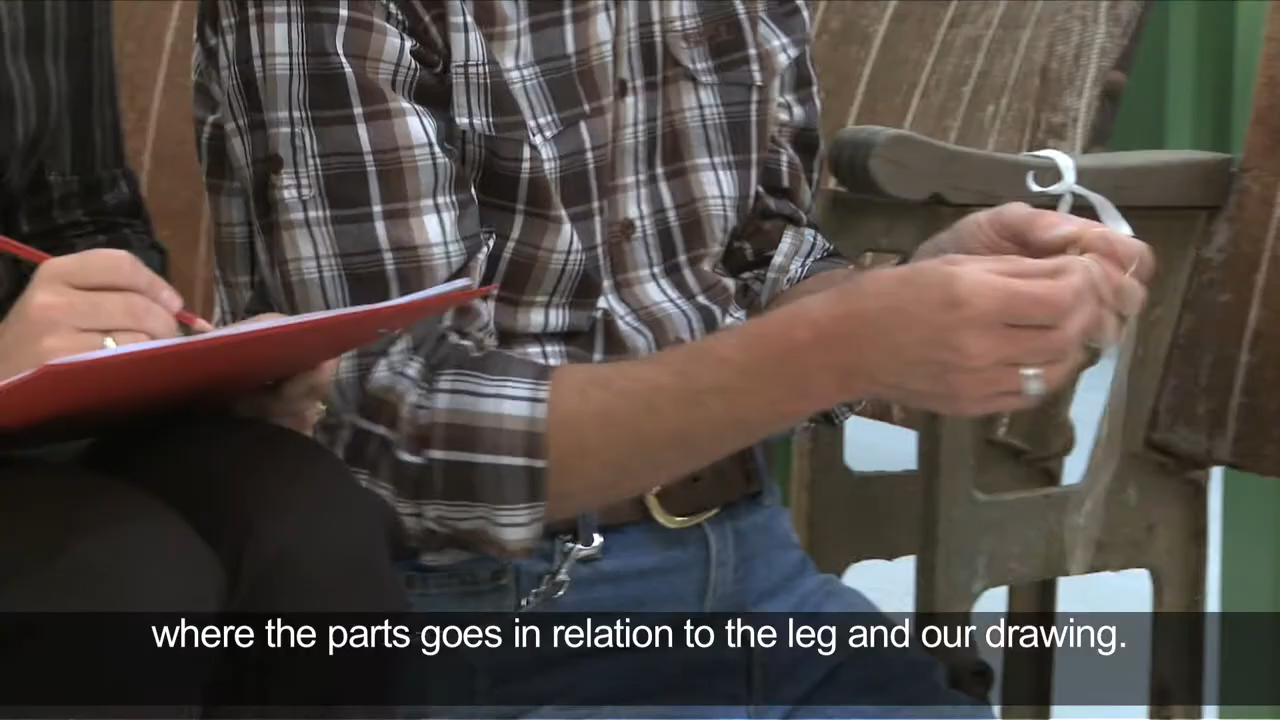 where the parts goes in relation to the leg and our drawing.